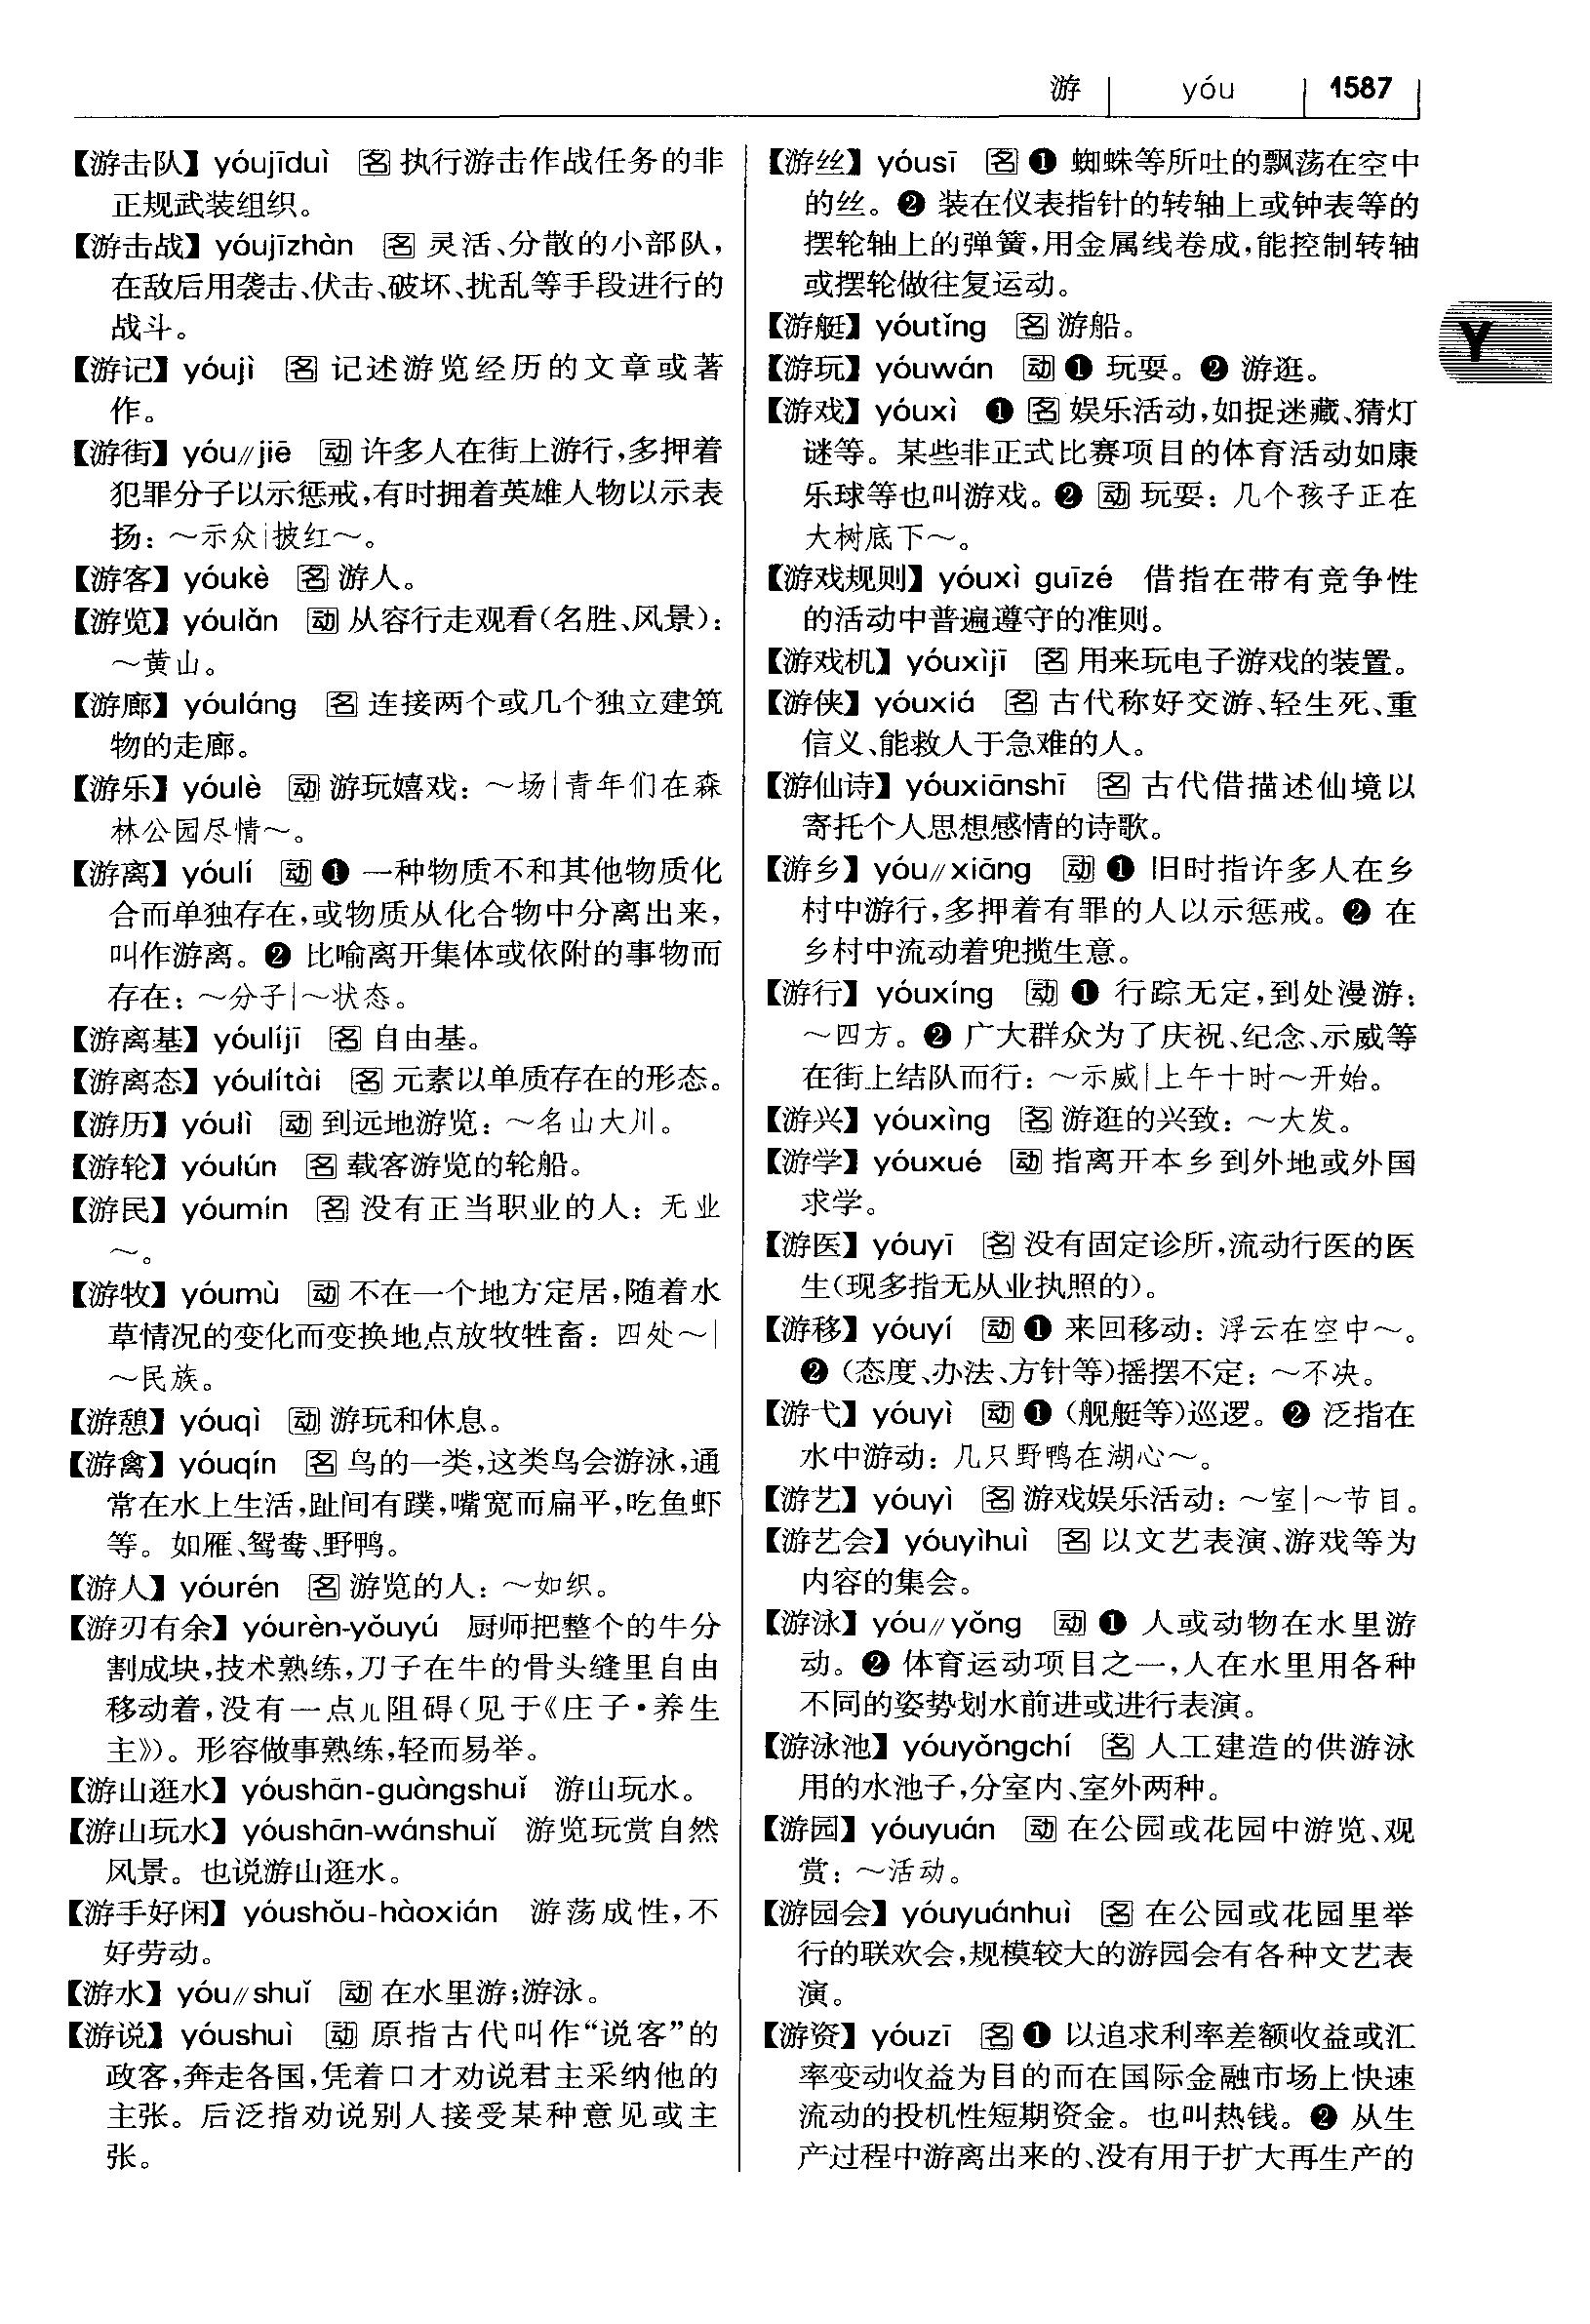 游 yóu 1587
【游击队】 yóujīduì 名 执行游击作战任务的非
正规武装组织。
【游击战】 yóujīzhàn 名 灵活、分散的小部队,
在敌后用袭击、伏击、破坏、扰乱等手段进行的
战斗。
【游记】 yóujì 名 记述游览经历的文章或著
作。
【游街】 yóu//jiē 动 许多人在街上游行,多押着
犯罪分子以示惩戒,有时拥着英雄人物以示表
扬:～示众|披红～。
【游客】 yóukè 名 游人。
【游览】 yóulǎn 动 从容行走观看(名胜、风景):
～黄山。
【游廊】 yóuláng 名 连接两个或几个独立建筑
物的走廊。
【游乐】 yóulè 动 游玩嬉戏:～场|青年们在森
林公园尽情～。
【游离】 yóulí 动 ❶ 一种物质不和其他物质化
合而单独存在,或物质从化合物中分离出来,
叫作游离。❷ 比喻离开集体或依附的事物而
存在:～分子|～状态。
【游离基】 yóulíjī 名 自由基。
【游离态】 yóulítài 名 元素以单质存在的形态。
【游历】 yóulì 动 到远地游览:～名山大川。
【游轮】 yóulún 名 载客游览的轮船。
【游民】 yóumín 名 没有正当职业的人:无业
～。
【游牧】 yóumù 动 不在一个地方定居,随着水
草情况的变化而变换地点放牧牲畜:四处～|
～民族。
【游憩】 yóuqì 动 游玩和休息。
【游禽】 yóuqín 名 鸟的一类,这类鸟会游泳,通
常在水上生活,趾间有蹼,嘴宽而扁平,吃鱼虾
等。如雁、鸳鸯、野鸭。
【游人】 yóurén 名 游览的人:～如织。
【游刃有余】 yóurèn-yǒuyú 厨师把整个的牛分
割成块,技术熟练,刀子在牛的骨头缝里自由
移动着,没有一点儿阻碍(见于《庄子·养生
主》)。形容做事熟练,轻而易举。
【游山逛水】 yóushān-guàngshuǐ 游山玩水。
【游山玩水】 yóushān-wánshuǐ 游览玩赏自然
风景。也说游山逛水。
【游手好闲】 yóushǒu-hàoxián 游荡成性,不
好劳动。
【游水】 yóu//shuǐ 动 在水里游;游泳。
【游说】 yóushuì 动 原指古代叫作“说客”的
政客,奔走各国,凭着口才劝说君主采纳他的
主张。后泛指劝说别人接受某种意见或主
张。
【游丝】 yóusī 名 ❶ 蜘蛛等所吐的飘荡在空中
的丝。❷ 装在仪表指针的转轴上或钟表等的
摆轮轴上的弹簧,用金属线卷成,能控制转轴
或摆轮做往复运动。
【游艇】 yóutǐng 名 游船。
【游玩】 yóuwán 动 ❶ 玩耍。❷ 游逛。
【游戏】 yóuxì ❶ 名 娱乐活动,如捉迷藏、猜灯
谜等。某些非正式比赛项目的体育活动如康
乐球等也叫游戏。❷ 动 玩耍:几个孩子正在
大树底下～。
【游戏规则】 yóuxì guīzé 借指在带有竞争性
的活动中普遍遵守的准则。
【游戏机】 yóuxìjī 名 用来玩电子游戏的装置。
【游侠】 yóuxiá 名 古代称好交游、轻生死、重
信义、能救人于急难的人。
【游仙诗】 yóuxiānshī 名 古代借描述仙境以
寄托个人思想感情的诗歌。
【游乡】 yóu//xiāng 动 ❶ 旧时指许多人在乡
村中游行,多押着有罪的人以示惩戒。❷ 在
乡村中流动着兜揽生意。
【游行】 yóuxíng 动 ❶ 行踪无定,到处漫游:
～四方。❷ 广大群众为了庆祝、纪念、示威等
在街上结队而行:～示威|上午十时～开始。
【游兴】 yóuxìng 名 游逛的兴致:～大发。
【游学】 yóuxué 动 指离开本乡到外地或外国
求学。
【游医】 yóuyī 名 没有固定诊所,流动行医的医
生(现多指无从业执照的)。
【游移】 yóuyí 动 ❶ 来回移动:浮云在空中～。
❷ (态度、办法、方针等)摇摆不定:～不决。
【游弋】 yóuyì 动 ❶ (舰艇等)巡逻。❷ 泛指在
水中游动:几只野鸭在湖心～。
【游艺】 yóuyì 名 游戏娱乐活动:～室|～节目。
【游艺会】 yóuyìhuì 名 以文艺表演、游戏等为
内容的集会。
【游泳】 yóu//yǒng 动 ❶ 人或动物在水里游
动。❷ 体育运动项目之一,人在水里用各种
不同的姿势划水前进或进行表演。
【游泳池】 yóuyǒngchí 名 人工建造的供游泳
用的水池子,分室内、室外两种。
【游园】 yóuyuán 动 在公园或花园中游览、观
赏:～活动。
【游园会】 yóuyuánhuì 名 在公园或花园里举
行的联欢会,规模较大的游园会有各种文艺表
演。
【游资】 yóuzī 名 ❶ 以追求利率差额收益或汇
率变动收益为目的而在国际金融市场上快速
流动的投机性短期资金。也叫热钱。❷ 从生
产过程中游离出来的、没有用于扩大再生产的
Y